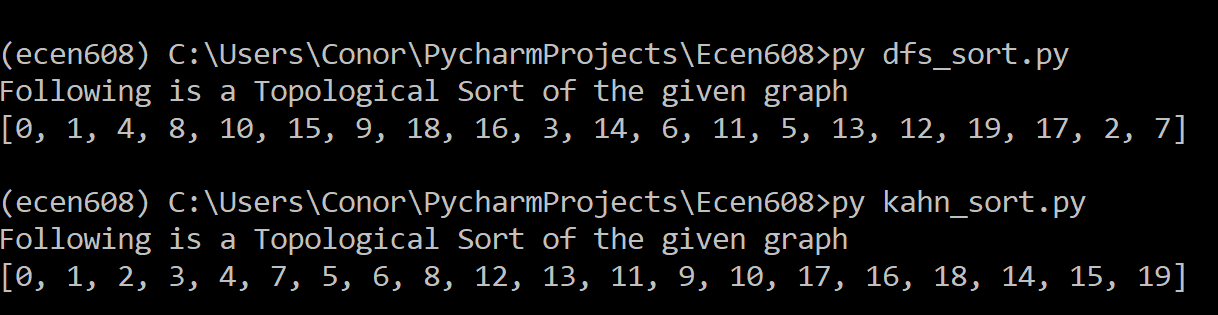 (ecen608) C:\Users\Conor\PycharmProjects\Ecen608>py dfs_sort.py
Following is a Topological Sort of the given graph
[0, 1, 4, 8, 10, 15, 9, 18, 16, 3, 14, 6, 11, 5, 13, 12, 19, 17, 2, 7]
(ecen608) C:\Users\Conor\PycharmProjects\Ecen608>py kahn_sort.py
Following is a Topological Sort of the given graph
[0, 1, 2, 3, 4, 7, 5, 6, 8, 12, 13, 11, 9, 10, 17, 16, 18, 14, 15, 19]